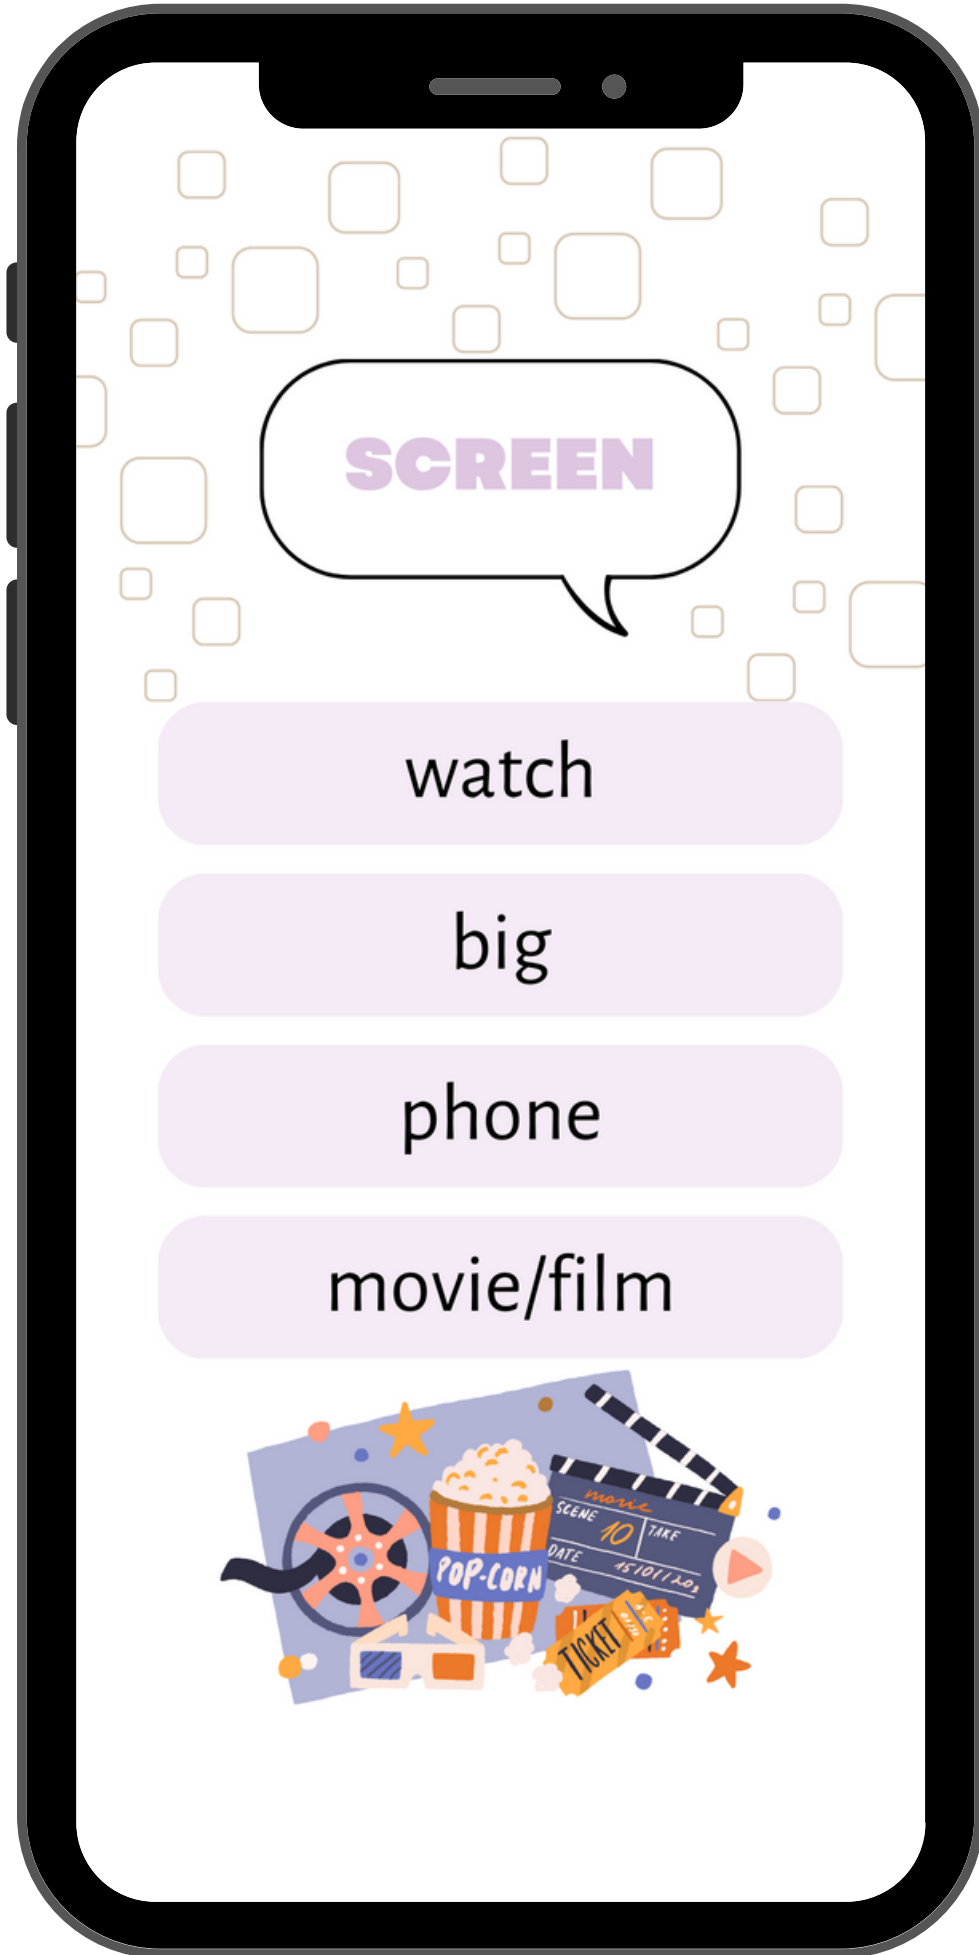 SCREEN
watch
big
phone
movie/film
movie
SCENE
10
TAKE
DATE
POP-CORN
TICKET